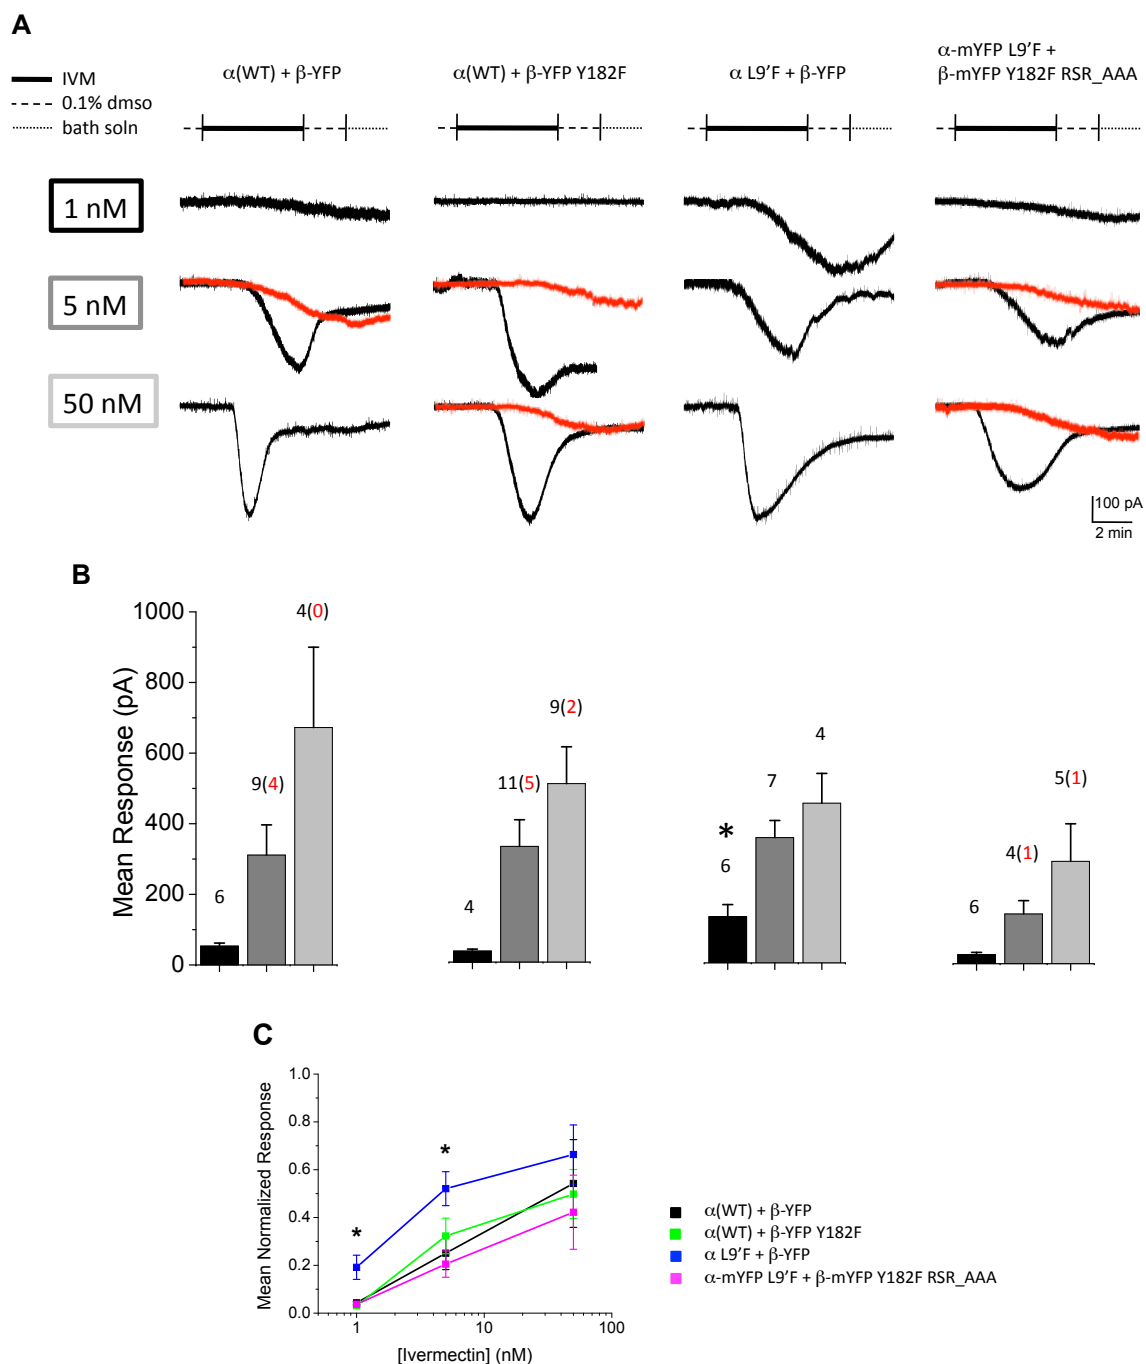 A
IVM
0.1% dmso
bath soln
α(WT) + β-YFP
α(WT) + β-YFP Y182F
α L9'F + β-YFP
α-mYFP L9'F +
β-mYFP Y182F RSR_AAA
1 nM
5 nM
50 nM
100 pA
2 min
B
Mean Response (pA)
1000
800
600
400
200
0
6
9(4)
4(0)
4
11(5)
9(2)
*
6
7
4
6
4(1)
5(1)
C
Mean Normalized Response
1.0
0.8
0.6
0.4
0.2
0.0
*
*
1
10
100
[Ivermectin] (nM)
α(WT) + β-YFP
α(WT) + β-YFP Y182F
α L9'F + β-YFP
α-mYFP L9'F + β-mYFP Y182F RSR_AAA